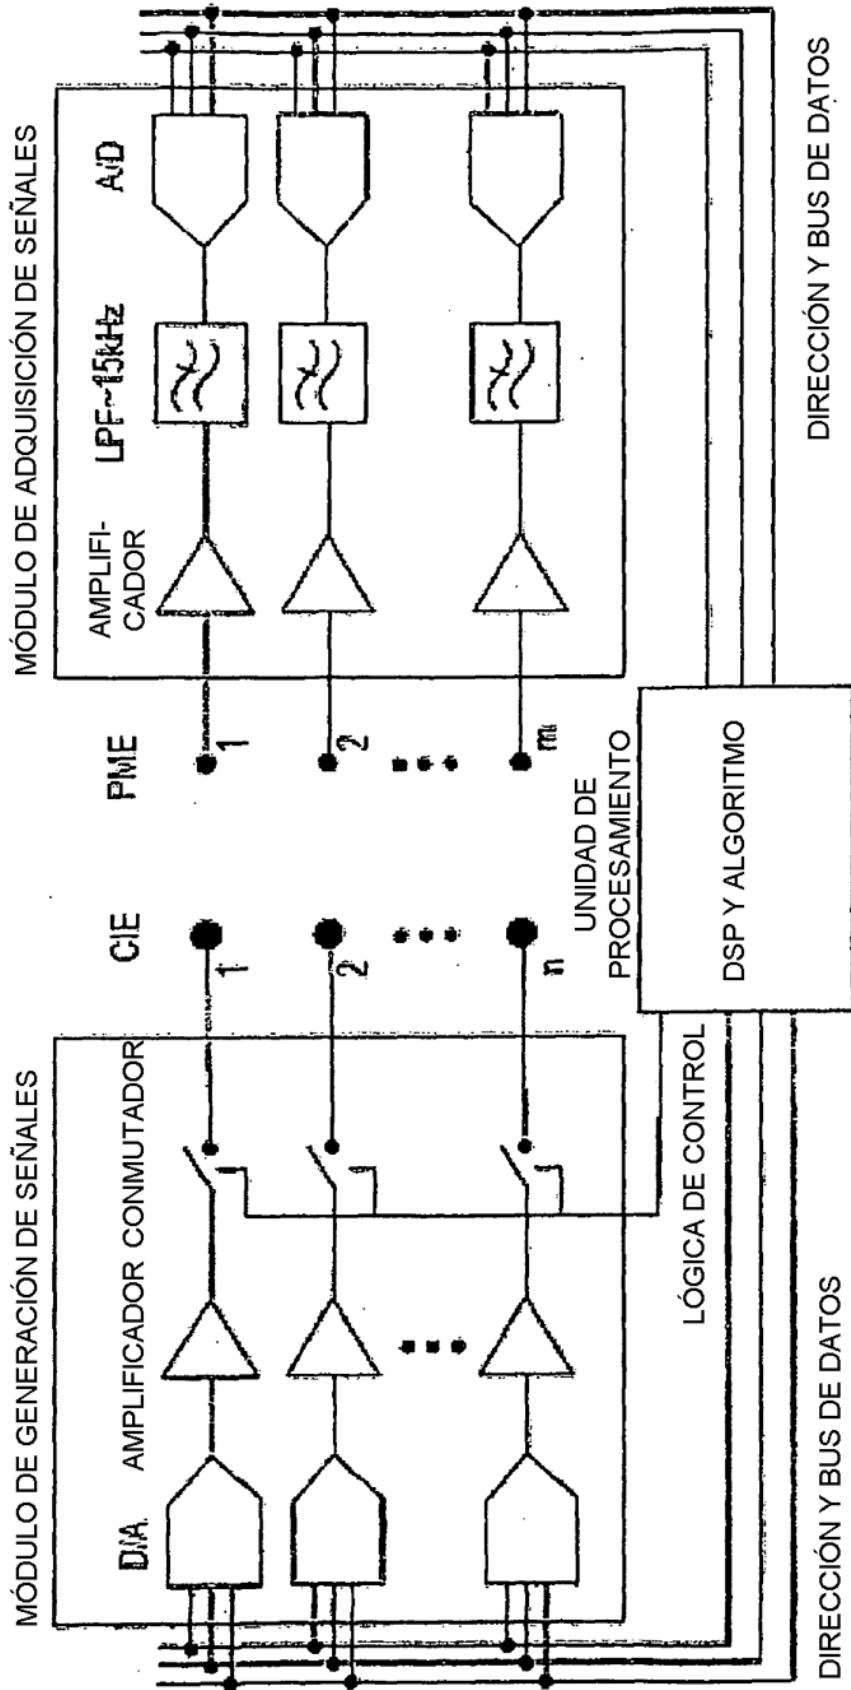 MÓDULO DE GENERACIÓN DE SEÑALES
D/A
AMPLIFICADOR CONMUTADOR
CIE
1
2
n
PME
1
2
m
MÓDULO DE ADQUISICIÓN DE SEÑALES
AMPLIFI-
CADOR
LPF~15kHz
A/D
LÓGICA DE CONTROL
UNIDAD DE
PROCESAMIENTO
DSP Y ALGORITMO
DIRECCIÓN Y BUS DE DATOS
DIRECCIÓN Y BUS DE DATOS